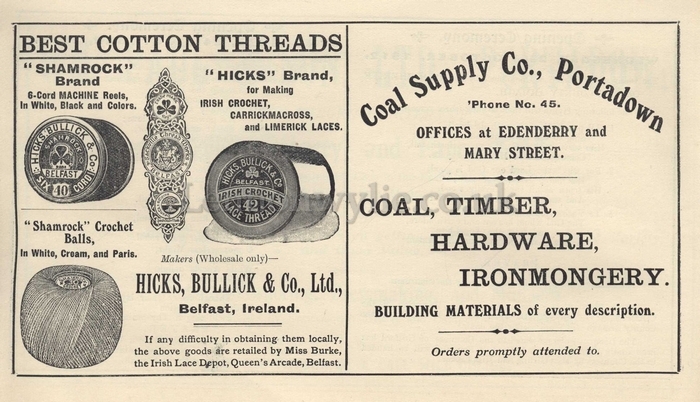 BEST COTTON THREADS
"SHAMROCK"
Brand
6-Cord MACHINE Reels,
In White, Black and Colors.
HICKS, BULLICK & Co
SHAMROCK
BELFAST
SIX 40 CORD
"HICKS" Brand,
for Making
IRISH CROCHET,
CARRICKMACROSS,
and LIMERICK LACES.
HICKS, BULLICK & Co
BELFAST
IRISH CROCHET
42
LACE THREAD
"Shamrock" Crochet
Balls,
In White, Cream, and Paris.
Makers (Wholesale only)—
HICKS, BULLICK & Co., Ltd.,
Belfast, Ireland.
If any difficulty in obtaining them locally,
the above goods are retailed by Miss Burke,
the Irish Lace Depot, Queen's Arcade, Belfast.
Coal Supply Co., Portadown
'Phone No. 45.
OFFICES at EDENDERRY and
MARY STREET.
COAL, TIMBER,
HARDWARE,
IRONMONGERY.
BUILDING MATERIALS of every description.
Orders promptly attended to.